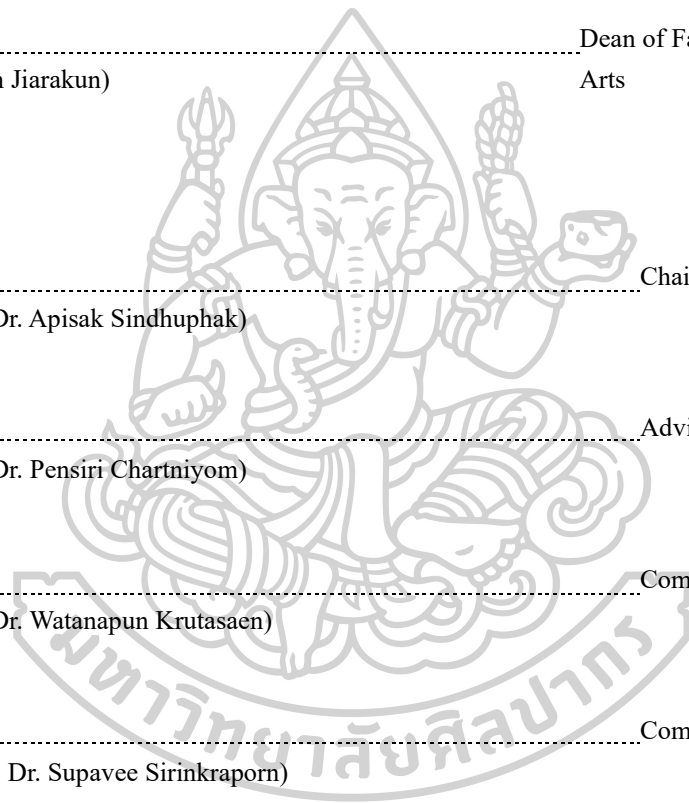 Dean of Fa
n Jiarakun) Arts
Chai
Dr. Apisak Sindhuphak)
Advi
Dr. Pensiri Chartniyom)
Com
Dr. Watanapun Krutasaen)
Com
Dr. Supavee Sirinkraporn)
มหาวิทยาลัยศิลปากร